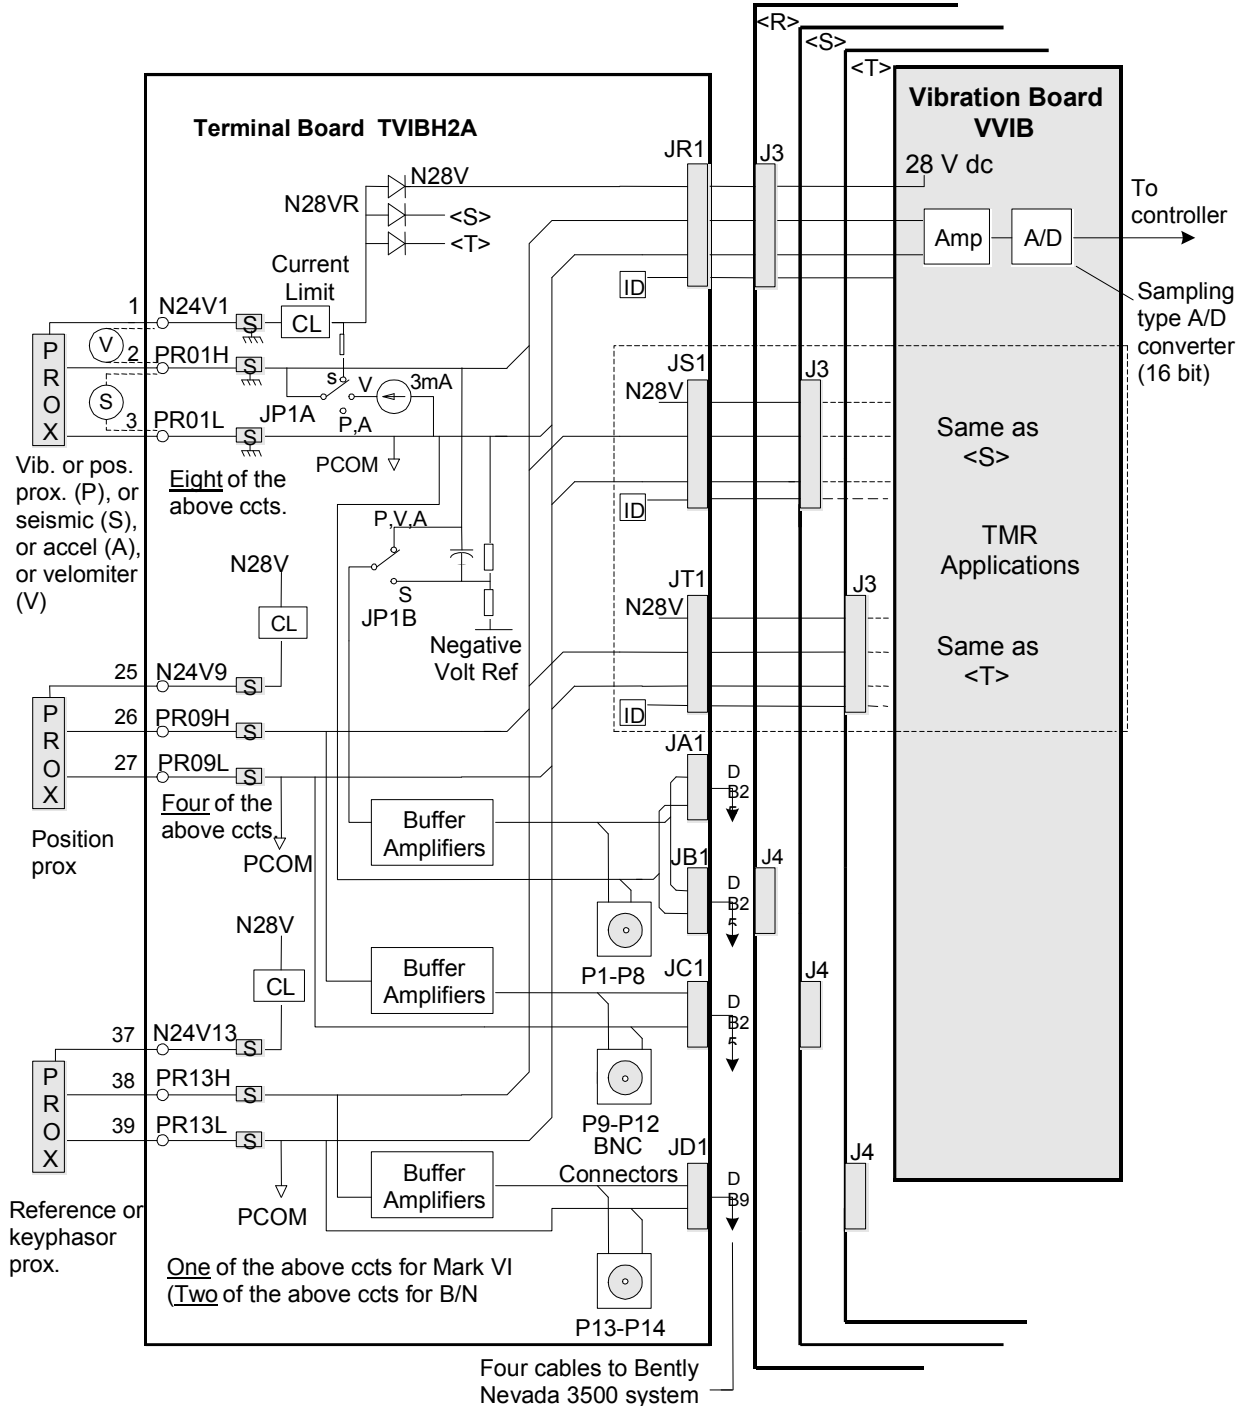 <R>
<S>
<T>
Vibration Board
VVIB
Terminal Board TVIBH2A
JR1
J3
28 V dc
N28V
N28VR
<S>
<T>
To
controller
Amp
A/D
Current
Limit
CL
ID
Sampling
type A/D
converter
(16 bit)
1
N24V1
S
V
2
PR01H
S
S
3
PR01L
S
P
R
O
X
s
V
3mA
JP1A
P,A
PCOM
JS1
N28V
J3
ID
Same as
<S>
Vib. or pos.
prox. (P), or
seismic (S),
or accel (A),
or velomiter
(V)
Eight of the
above ccts.
P,V,A
S
JP1B
Negative
Volt Ref
TMR
Applications
JT1
N28V
J3
ID
Same as
<T>
N28V
CL
25
N24V9
S
26
PR09H
S
27
PR09L
S
P
R
O
X
Position
prox
Four of the
above ccts.
PCOM
Buffer
Amplifiers
JA1
D
B2
5
JB1
D
B2
5
J4
P1-P8
N28V
CL
Buffer
Amplifiers
JC1
D
B2
5
J4
37
N24V13
S
38
PR13H
S
39
PR13L
S
P
R
O
X
P9-P12
BNC
Connectors
JD1
D
B9
J4
Reference or
keyphasor
prox.
PCOM
Buffer
Amplifiers
One of the above ccts for Mark VI
(Two of the above ccts for B/N
P13-P14
Four cables to Bently
Nevada 3500 system